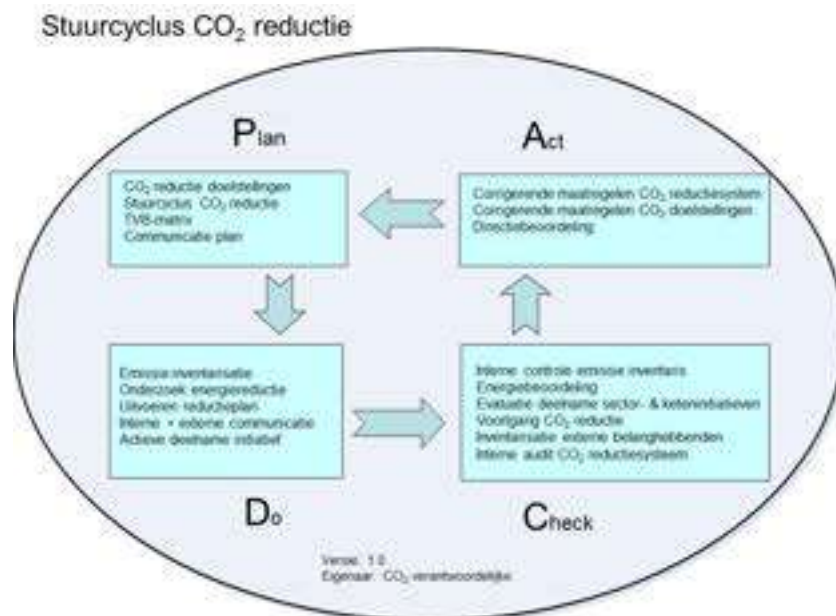 Stuurcyclus CO₂ reductie
Plan
CO₂ reductie doelstellingen
Stuurcyclus CO₂ reductie
TVB-matrix
Communicatie plan
Act
Corrigerende maatregelen CO₂ reductiesystem
Corrigerende maatregelen CO₂ doelstellingen
Directiebeoordeling
Emissie inventarisatie
Onderzoek energiereductie
Uitvoeren reductieplan
Interne + externe communicatie
Actieve deelname initiatief
Do
Interne controle emissie inventaris
Energiebeoordeling
Evaluatie deelname sector- & keteninitiatieven
Voortgang CO₂ reductie
Inventarisatie externe belanghebbenden
Interne audit CO₂ reductiesysteem
Check
Versie: 1.0
Eigenaar: CO₂ verantwoordelijke